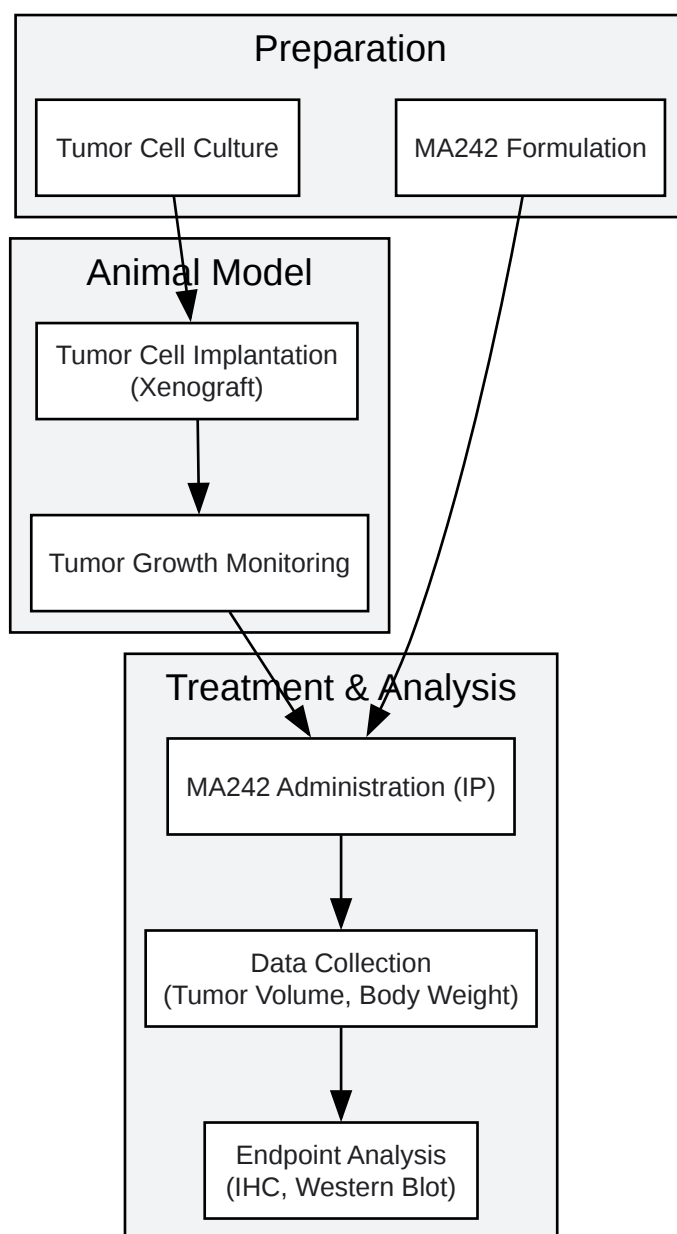 Preparation
Tumor Cell Culture
MA242 Formulation
Animal Model
Tumor Cell Implantation
(Xenograft)
Tumor Growth Monitoring
Treatment & Analysis
MA242 Administration (IP)
Data Collection
(Tumor Volume, Body Weight)
Endpoint Analysis
(IHC, Western Blot)